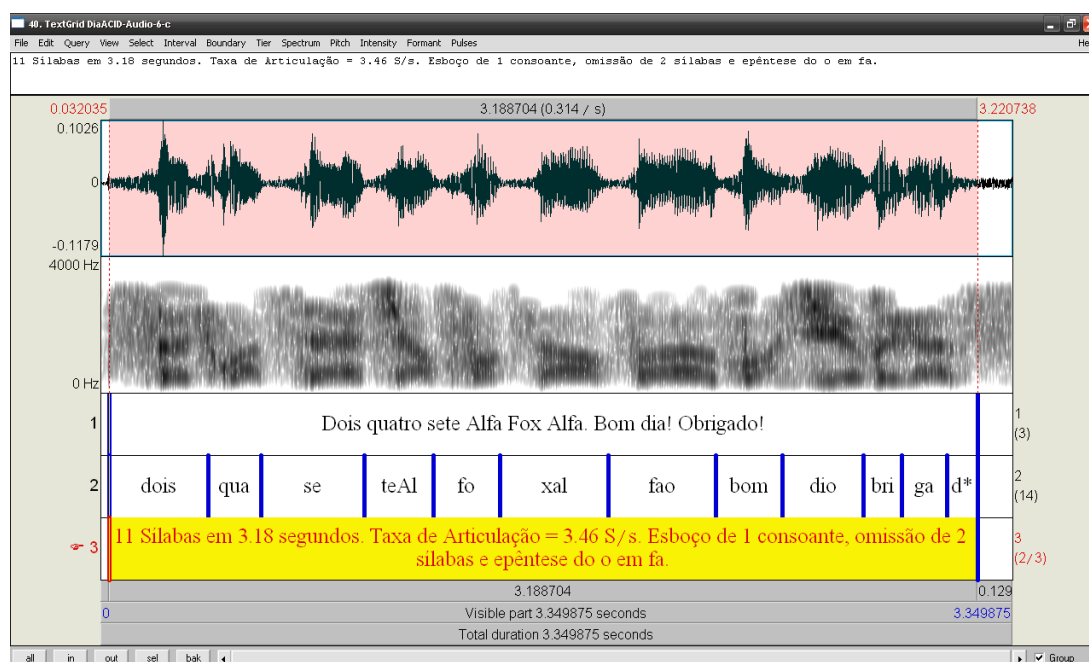 40. TextGrid DiaACID-Audio-6-c
File Edit Query View Select Interval Boundary Tier Spectrum Pitch Intensity Formant Pulses He
11 Sílabas em 3.18 segundos. Taxa de Articulação = 3.46 S/s. Esboço de 1 consoante, omissão de 2 sílabas e epêntese do o em fa.
0.032035 3.188704 (0.314 / s) 3.220738
0.1026
0
-0.1179
4000 Hz
0 Hz
1 Dois quatro sete Alfa Fox Alfa. Bom dia! Obrigado! 1
(3)
2 dois qua se teAl fo xal fao bom dio bri ga d* 2
(14)
3 11 Sílabas em 3.18 segundos. Taxa de Articulação = 3.46 S/s. Esboço de 1 consoante, omissão de 2 3
sílabas e epêntese do o em fa. (2/3)
3.188704 0.129
0 Visible part 3.349875 seconds 3.349875
Total duration 3.349875 seconds
all in out sel bak Group